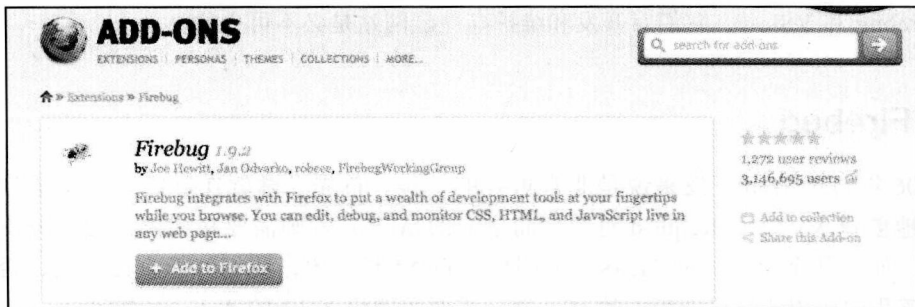 ADD-ONS
EXTENSIONS | PERSONAS | THEMES | COLLECTIONS | MORE...
search for add-ons
» Extensions » Firebug
Firebug 1.9.2
by Joe Hewitt, Jan Odvarko, robcee, FirebugWorkingGroup
Firebug integrates with Firefox to put a wealth of development tools at your fingertips
while you browse. You can edit, debug, and monitor CSS, HTML, and JavaScript live in
any web page...
+ Add to Firefox
1,272 user reviews
3,146,695 users
Add to collection
Share this Add-on